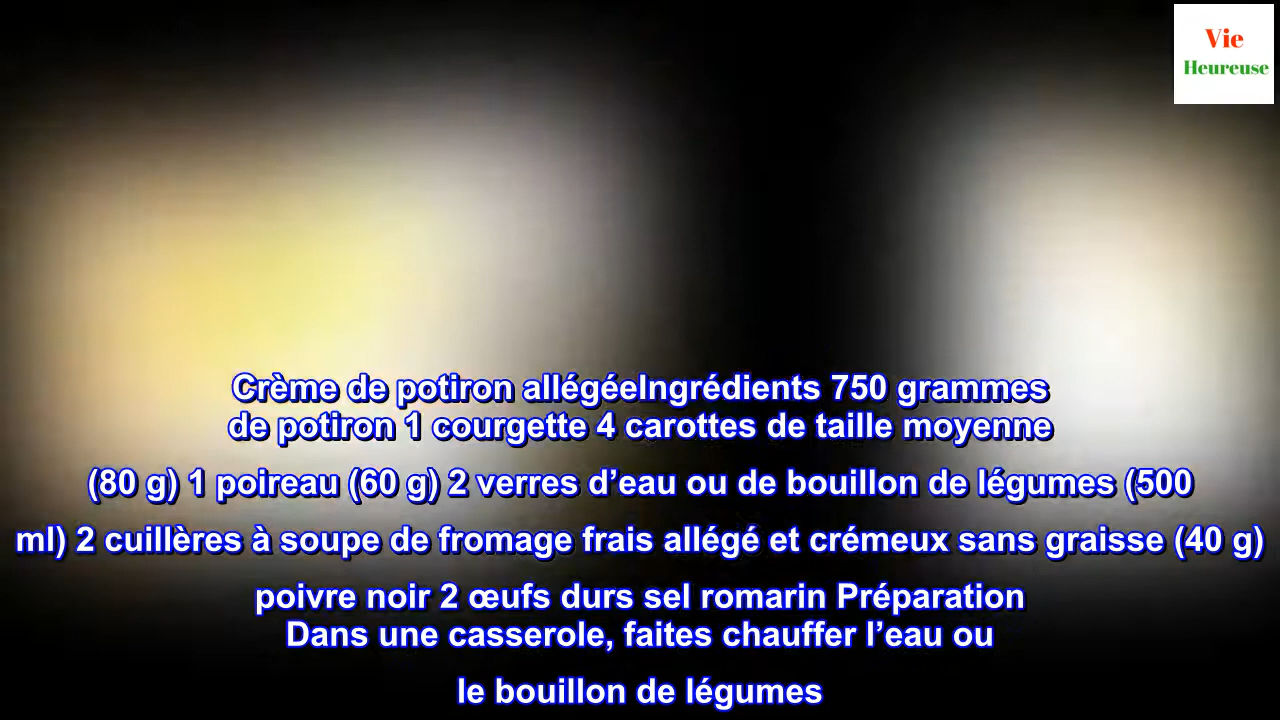 Vie
Heureuse
Crème de potiron allégéeIngrédients 750 grammes
de potiron 1 courgette 4 carottes de taille moyenne
(80 g) 1 poireau (60 g) 2 verres d’eau ou de bouillon de légumes (500
ml) 2 cuillères à soupe de fromage frais allégé et crémeux sans graisse (40 g)
poivre noir 2 œufs durs sel romarin Préparation
Dans une casserole, faites chauffer l’eau ou
le bouillon de légumes